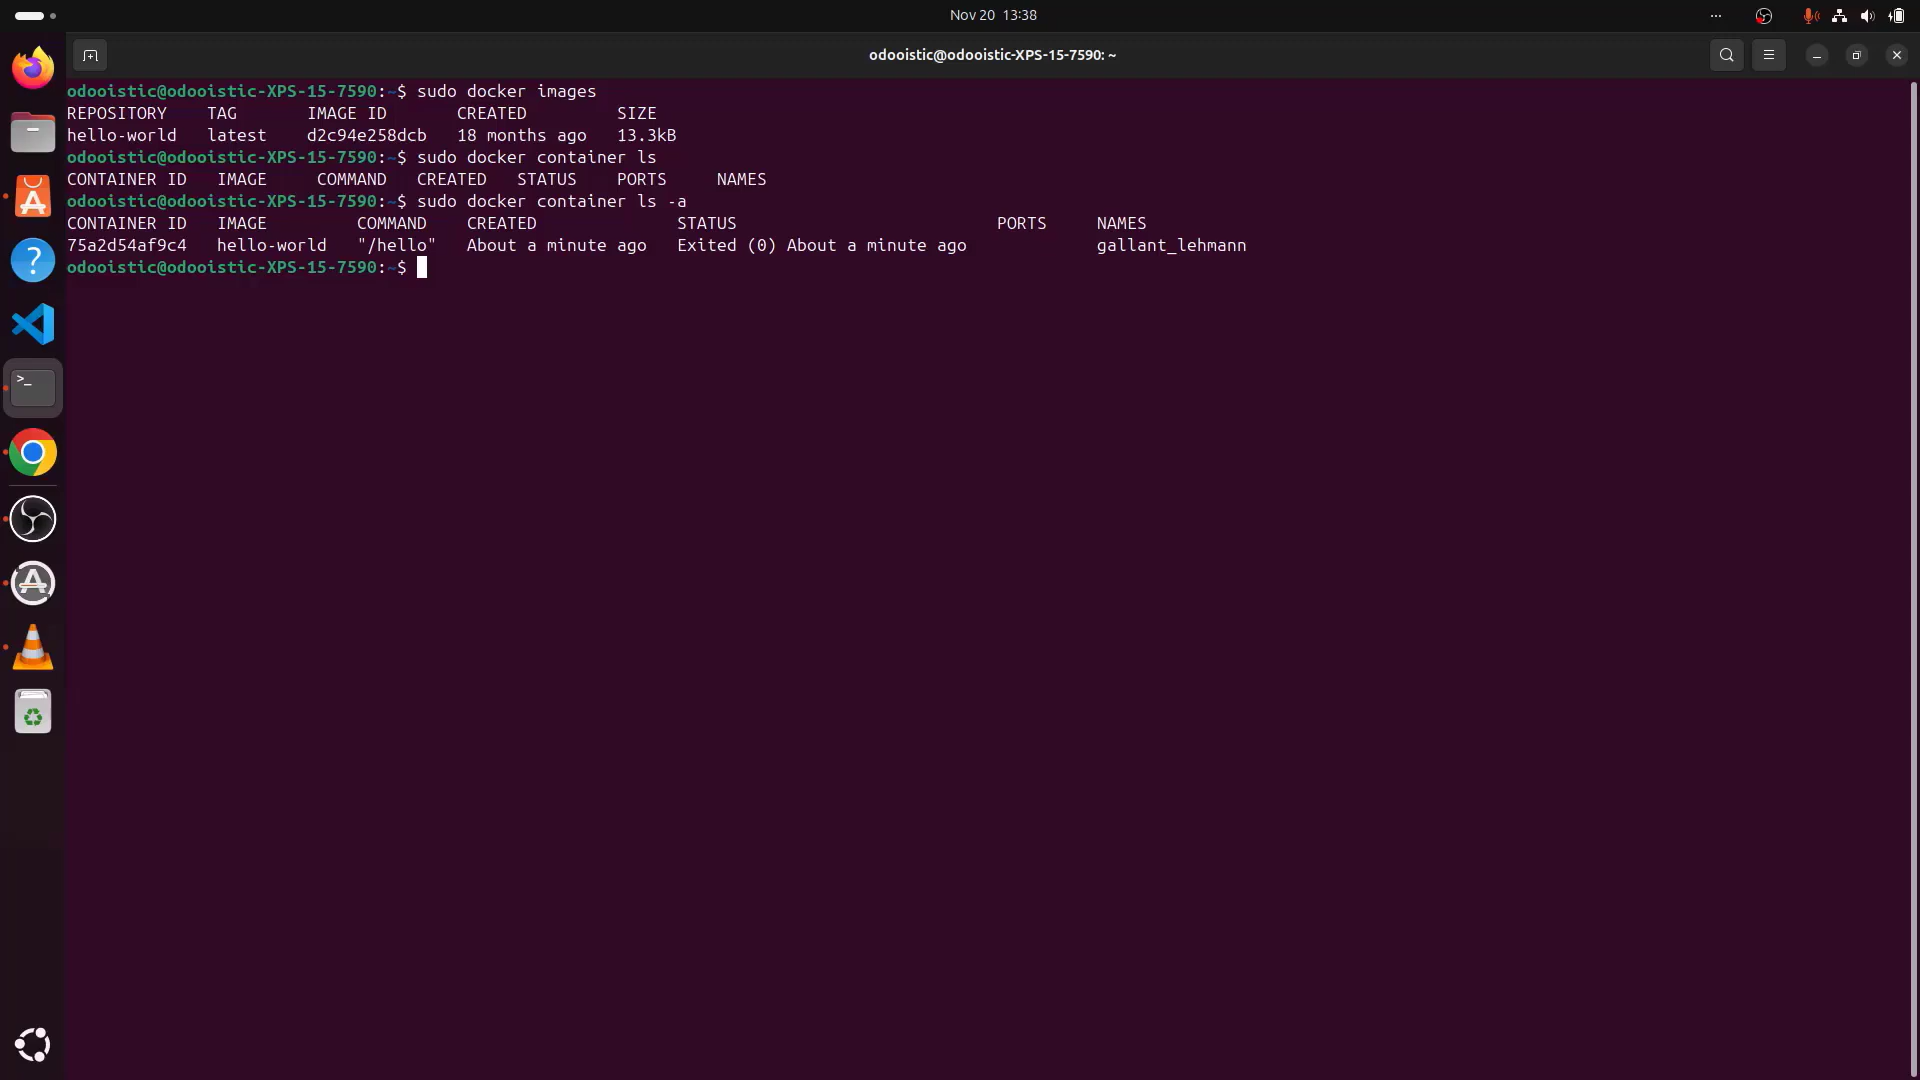 Nov 20 13:38
odooistic@odooistic-XPS-15-7590: ~
odooistic@odooistic-XPS-15-7590:~$ sudo docker images
REPOSITORY TAG IMAGE ID CREATED SIZE
hello-world latest d2c94e258dcb 18 months ago 13.3kB
odooistic@odooistic-XPS-15-7590:~$ sudo docker container ls
CONTAINER ID IMAGE COMMAND CREATED STATUS PORTS NAMES
odooistic@odooistic-XPS-15-7590:~$ sudo docker container ls -a
CONTAINER ID IMAGE COMMAND CREATED STATUS PORTS NAMES
75a2d54af9c4 hello-world "/hello" About a minute ago Exited (0) About a minute ago gallant_lehmann
odooistic@odooistic-XPS-15-7590:~$